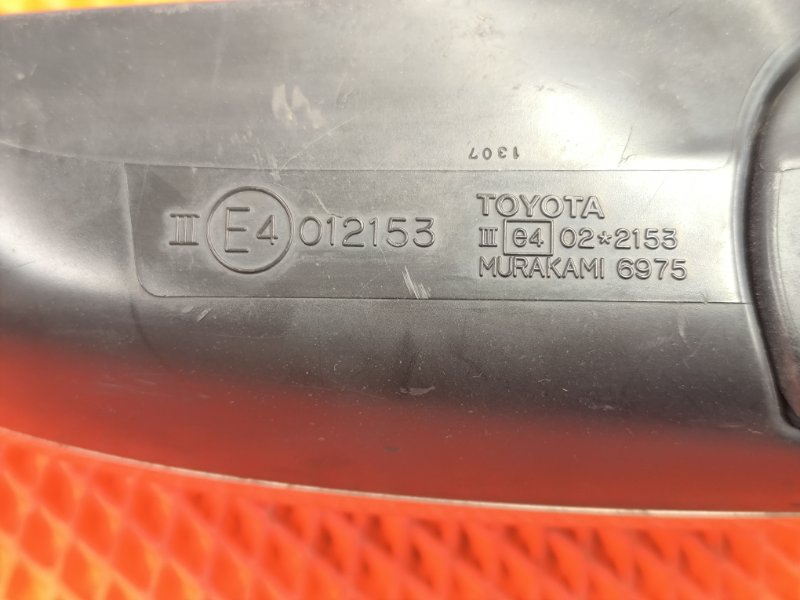 1307
III E4 012153
TOYOTA
III e4 02*2153
MURAKAMI 6975